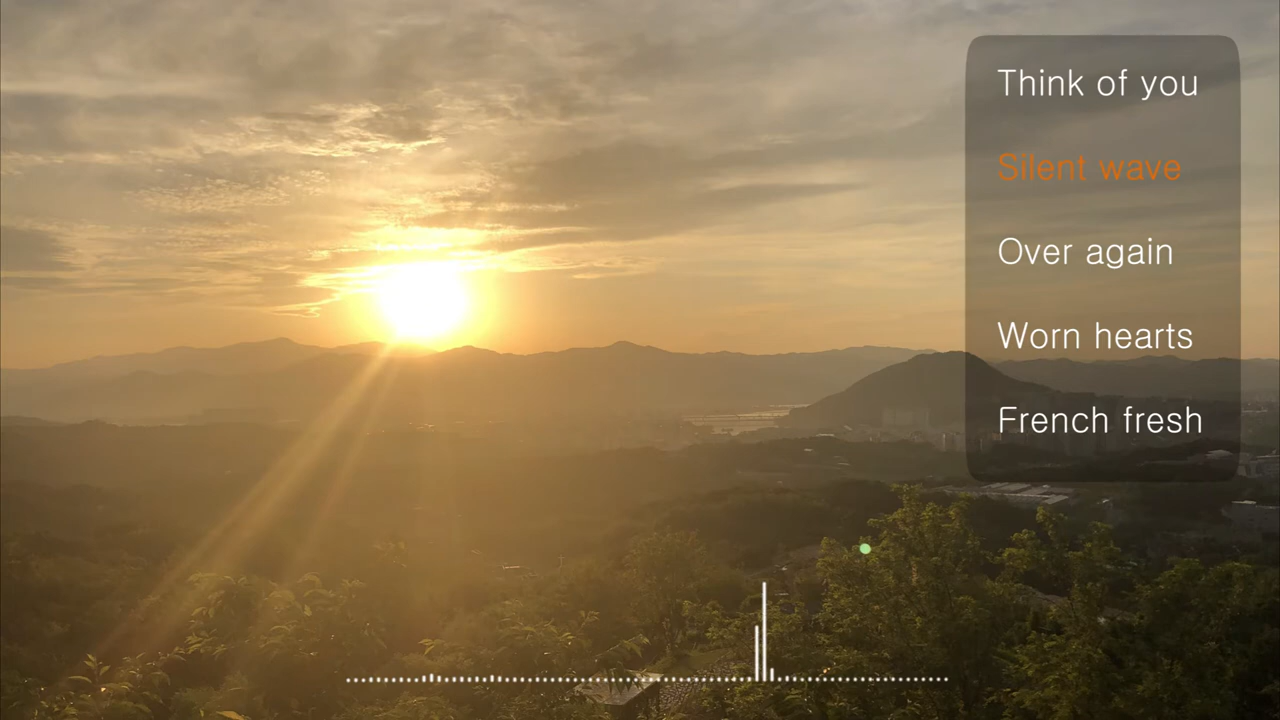 Think of you
Silent wave
Over again
Worn hearts
French fresh